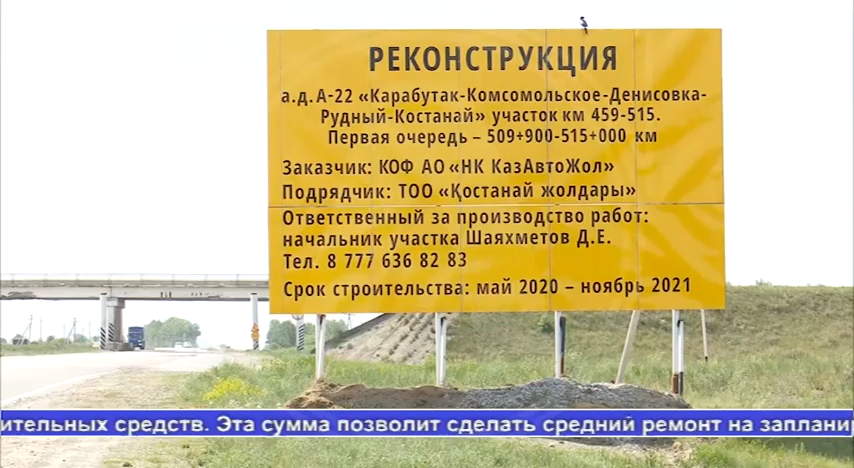 РЕКОНСТРУКЦИЯ
а.д. А-22 «Карабутак-Комсомольское-Денисовка-
Рудный-Костанай» участок км 459-515.
Первая очередь – 509+900-515+000 км
Заказчик: КОФ АО «НК КазАвтоЖол»
Подрядчик: ТОО «Қостанай жолдары»
Ответственный за производство работ:
начальник участка Шаяхметов Д.Е.
Тел. 8 777 636 82 83
Срок строительства: май 2020 – ноябрь 2021
ительных средств. Эта сумма позволит сделать средний ремонт на заплани